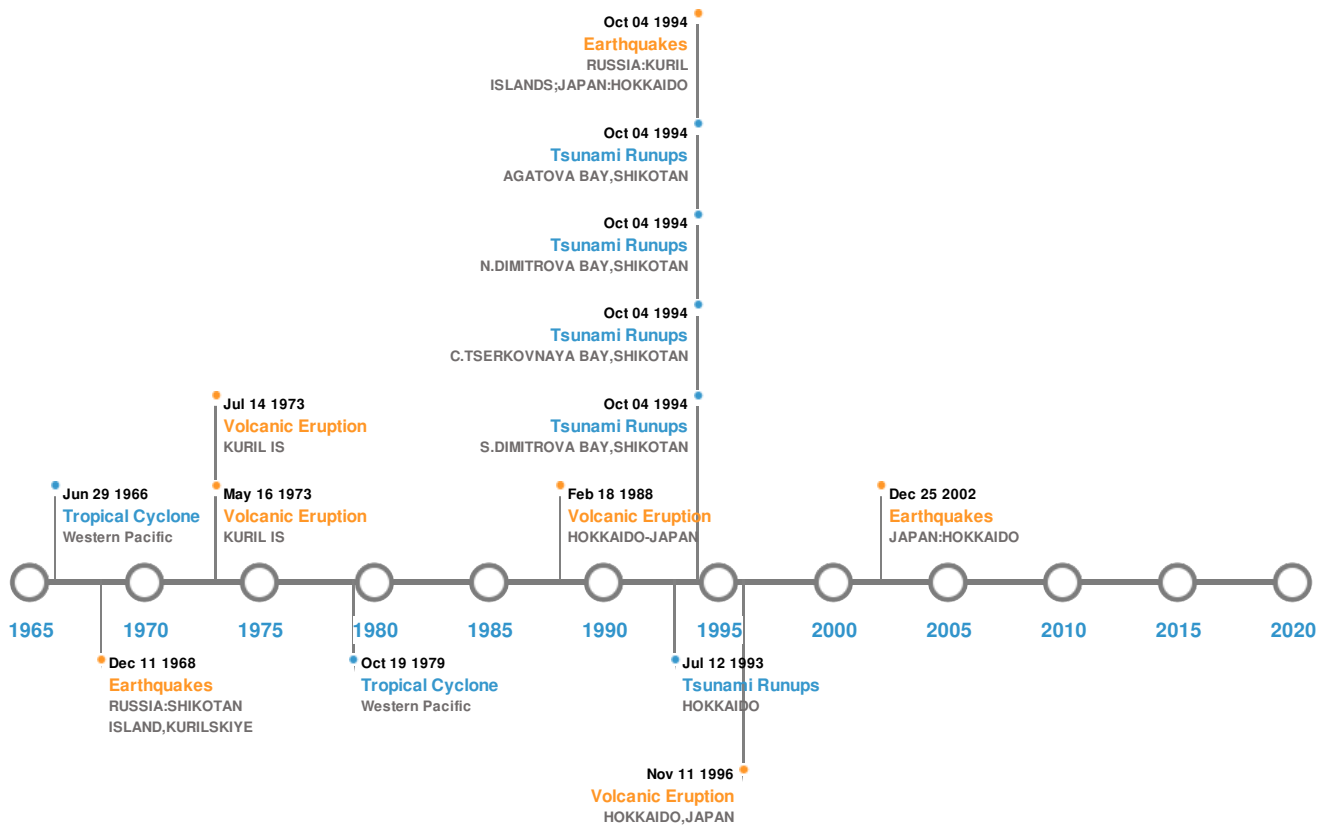 Oct 04 1994
Earthquakes
RUSSIA:KURIL
ISLANDS;JAPAN:HOKKAIDO
Oct 04 1994
Tsunami Runups
AGATOVA BAY,SHIKOTAN
Oct 04 1994
Tsunami Runups
N.DIMITROVA BAY,SHIKOTAN
Oct 04 1994
Tsunami Runups
C.TSERKOVNAYA BAY,SHIKOTAN
Oct 04 1994
Tsunami Runups
S.DIMITROVA BAY,SHIKOTAN
Jul 14 1973
Volcanic Eruption
KURIL IS
Jun 29 1966
Tropical Cyclone
Western Pacific
May 16 1973
Volcanic Eruption
KURIL IS
Feb 18 1988
Volcanic Eruption
HOKKAIDO-JAPAN
Dec 25 2002
Earthquakes
JAPAN:HOKKAIDO
1965 1970 1975 1980 1985 1990 1995 2000 2005 2010 2015 2020
Dec 11 1968
Earthquakes
RUSSIA:SHIKOTAN
ISLAND,KURILSKIYE
Oct 19 1979
Tropical Cyclone
Western Pacific
Jul 12 1993
Tsunami Runups
HOKKAIDO
Nov 11 1996
Volcanic Eruption
HOKKAIDO,JAPAN